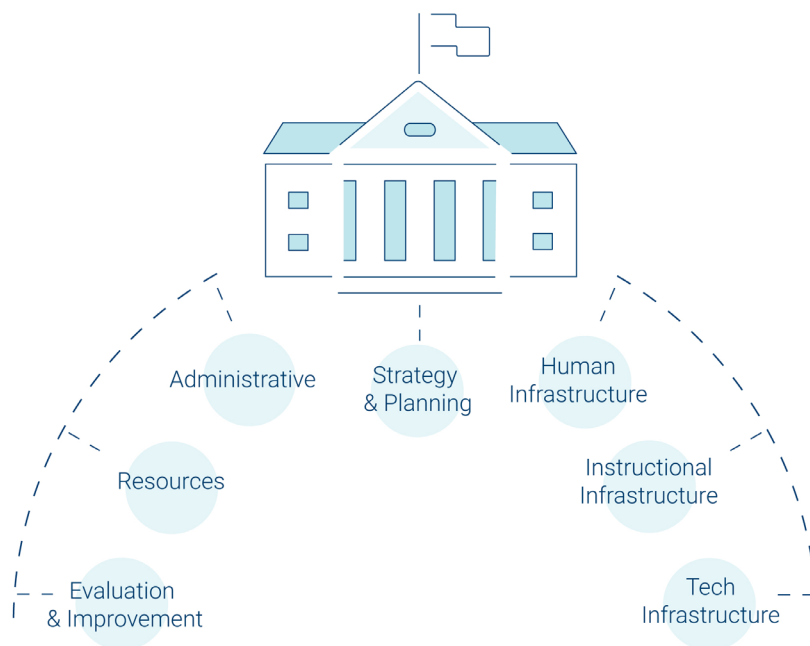 Administrative
Strategy
& Planning
Human
Infrastructure
Resources
Instructional
Infrastructure
Evaluation
& Improvement
Tech
Infrastructure